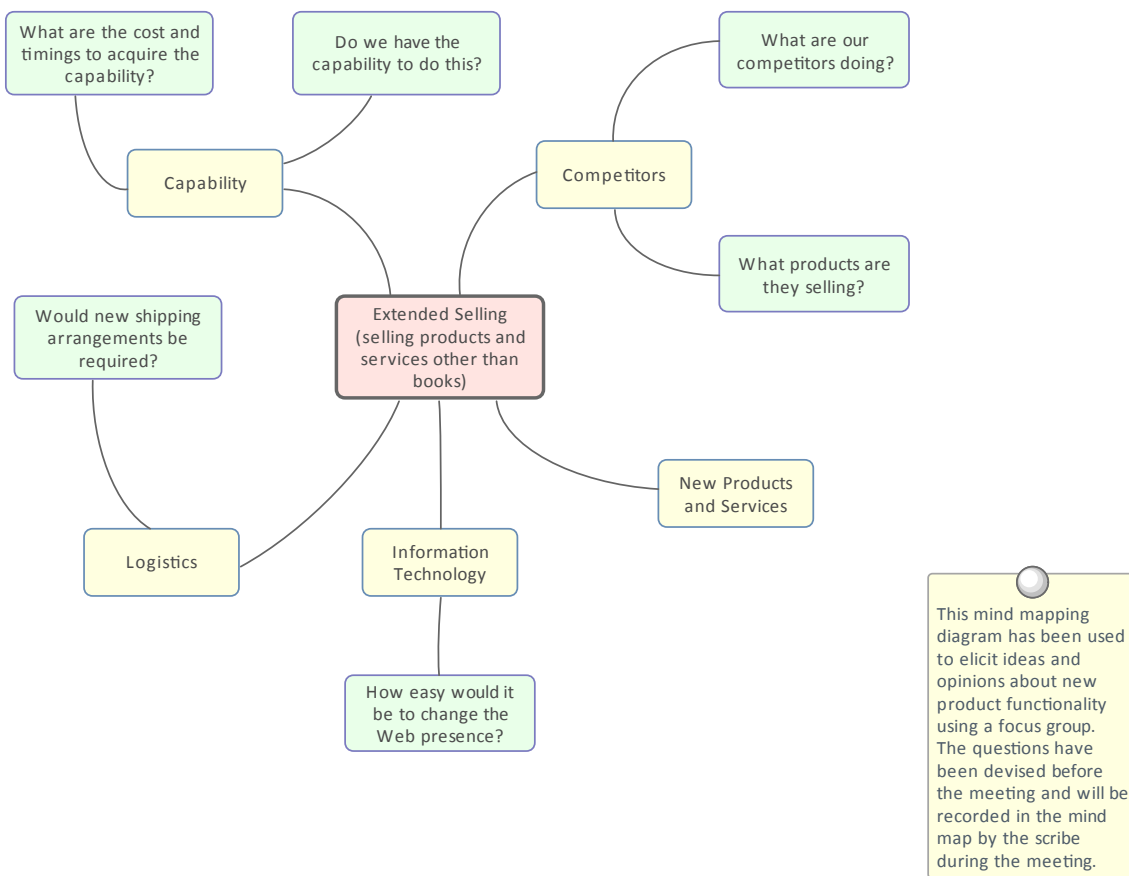 What are the cost and
timings to acquire the
capability?
Do we have the
capability to do this?
What are our
competitors doing?
Capability
Competitors
What products are
they selling?
Would new shipping
arrangements be
required?
Extended Selling
(selling products and
services other than
books)
New Products
and Services
Logistics
Information
Technology
How easy would it
be to change the
Web presence?
This mind mapping
diagram has been used
to elicit ideas and
opinions about new
product functionality
using a focus group.
The questions have
been devised before
the meeting and will be
recorded in the mind
map by the scribe
during the meeting.